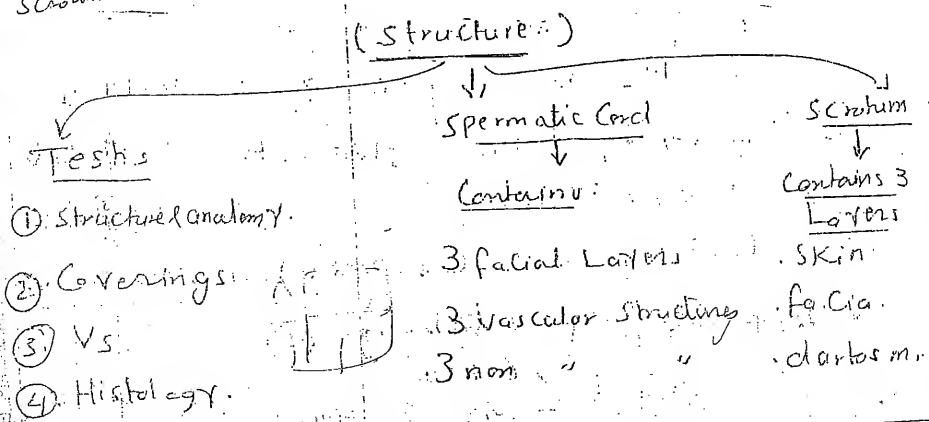 ( Structure :- )
Testis
① Structure & anatomy.
② Coverings
③ Vs.
④ Histology.
Spermatic Cord
Contains :
3 facial Layers
3 vascular structures
3 non " "
Scrotum
Contains 3
Layers
. Skin
. facia.
. dartos m.